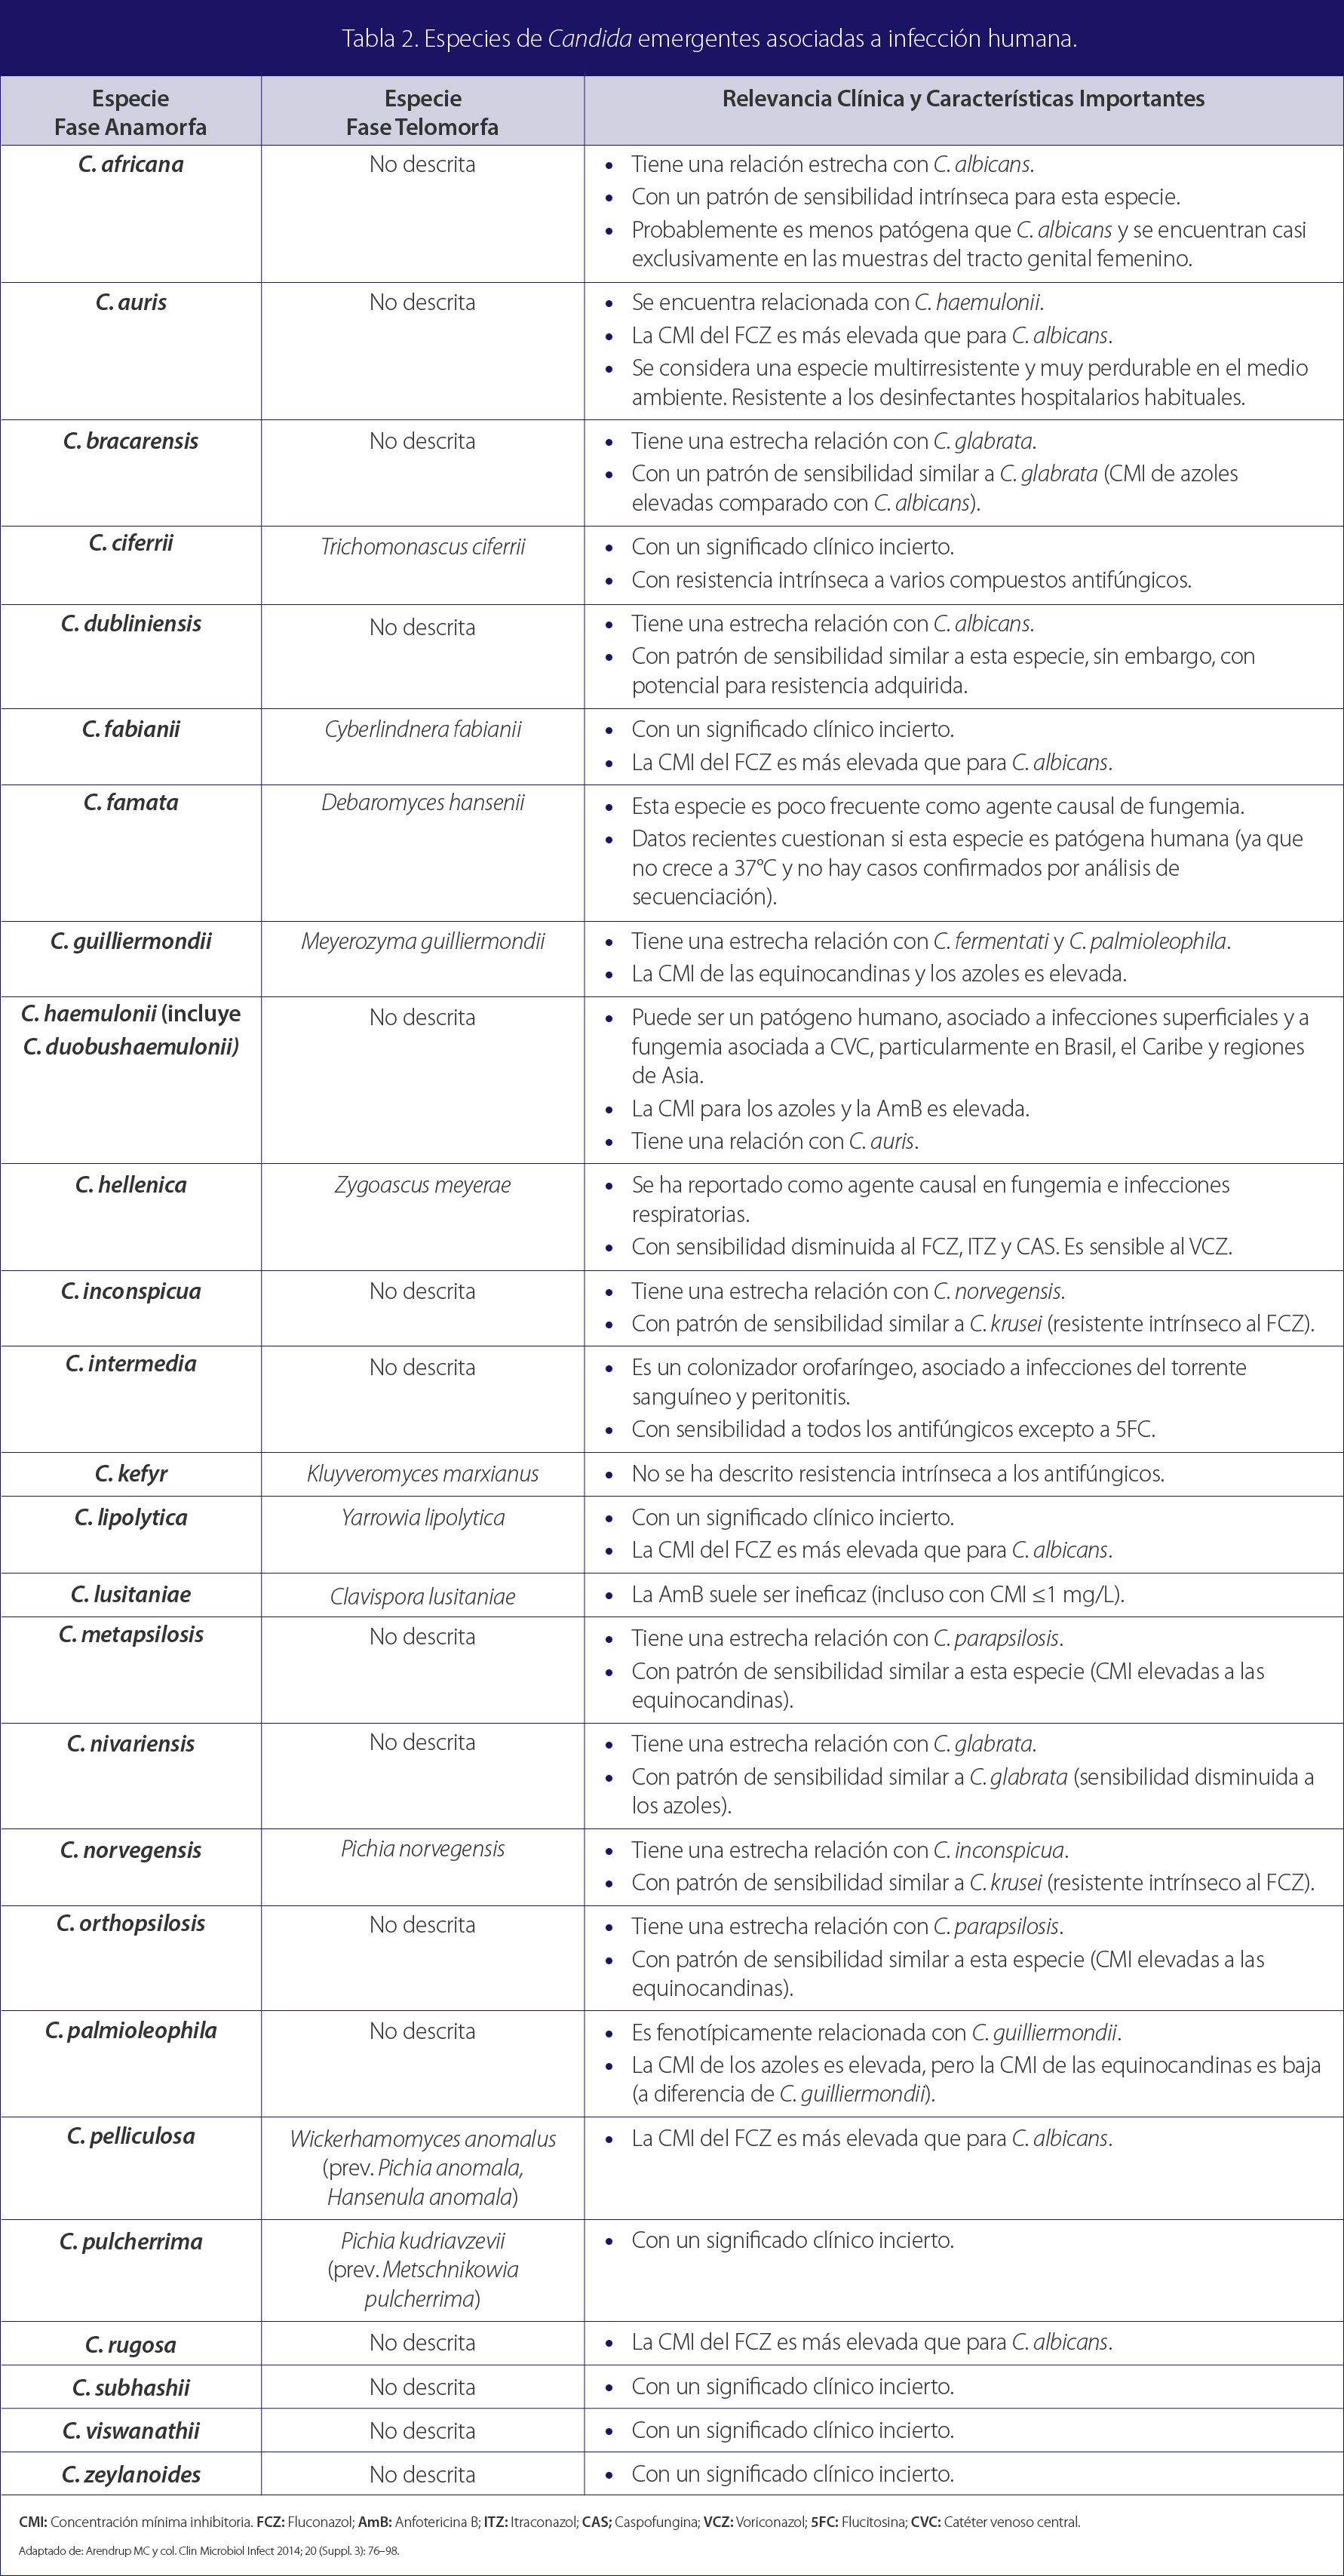 Tabla 2. Especies de Candida emergentes asociadas a infección humana.
Especie
Fase Anamorfa
Especie
Fase Telomorfa
Relevancia Clínica y Características Importantes
C. africana
No descrita
• Tiene una relación estrecha con C. albicans.
• Con un patrón de sensibilidad intrínseca para esta especie.
• Probablemente es menos patógena que C. albicans y se encuentran casi
exclusivamente en las muestras del tracto genital femenino.
C. auris
No descrita
• Se encuentra relacionada con C. haemulonii.
• La CMI del FCZ es más elevada que para C. albicans.
• Se considera una especie multirresistente y muy perdurable en el medio
ambiente. Resistente a los desinfectantes hospitalarios habituales.
C. bracarensis
No descrita
• Tiene una estrecha relación con C. glabrata.
• Con un patrón de sensibilidad similar a C. glabrata (CMI de azoles
elevadas comparado con C. albicans).
C. ciferrii
Trichomonascus ciferrii
• Con un significado clínico incierto.
• Con resistencia intrínseca a varios compuestos antifúngicos.
C. dubliniensis
No descrita
• Tiene una estrecha relación con C. albicans.
• Con patrón de sensibilidad similar a esta especie, sin embargo, con
potencial para resistencia adquirida.
C. fabianii
Cyberlindnera fabianii
• Con un significado clínico incierto.
• La CMI del FCZ es más elevada que para C. albicans.
C. famata
Debaromyces hansenii
• Esta especie es poco frecuente como agente causal de fungemia.
• Datos recientes cuestionan si esta especie es patógena humana (ya que
no crece a 37°C y no hay casos confirmados por análisis de
secuenciación).
C. guilliermondii
Meyerozyma guilliermondii
• Tiene una estrecha relación con C. fermentati y C. palmioleophila.
• La CMI de las equinocandinas y los azoles es elevada.
C. haemulonii (incluye
C. duobushaemulonii)
No descrita
• Puede ser un patógeno humano, asociado a infecciones superficiales y a
fungemia asociada a CVC, particularmente en Brasil, el Caribe y regiones
de Asia.
• La CMI para los azoles y la AmB es elevada.
• Tiene una relación con C. auris.
C. hellenica
Zygoascus meyerae
• Se ha reportado como agente causal en fungemia e infecciones
respiratorias.
• Con sensibilidad disminuida al FCZ, ITZ y CAS. Es sensible al VCZ.
C. inconspicua
No descrita
• Tiene una estrecha relación con C. norvegensis.
• Con patrón de sensibilidad similar a C. krusei (resistente intrínseco al FCZ).
C. intermedia
No descrita
• Es un colonizador orofaríngeo, asociado a infecciones del torrente
sanguíneo y peritonitis.
• Con sensibilidad a todos los antifúngicos excepto a 5FC.
C. kefyr
Kluyveromyces marxianus
• No se ha descrito resistencia intrínseca a los antifúngicos.
C. lipolytica
Yarrowia lipolytica
• Con un significado clínico incierto.
• La CMI del FCZ es más elevada que para C. albicans.
C. lusitaniae
Clavispora lusitaniae
• La AmB suele ser ineficaz (incluso con CMI ≤1 mg/L).
C. metapsilosis
No descrita
• Tiene una estrecha relación con C. parapsilosis.
• Con patrón de sensibilidad similar a esta especie (CMI elevadas a las
equinocandinas).
C. nivariensis
No descrita
• Tiene una estrecha relación con C. glabrata.
• Con patrón de sensibilidad similar a C. glabrata (sensibilidad disminuida a
los azoles).
C. norvegensis
Pichia norvegensis
• Tiene una estrecha relación con C. inconspicua.
• Con patrón de sensibilidad similar a C. krusei (resistente intrínseco al FCZ).
C. orthopsilosis
No descrita
• Tiene una estrecha relación con C. parapsilosis.
• Con patrón de sensibilidad similar a esta especie (CMI elevadas a las
equinocandinas).
C. palmioleophila
No descrita
• Es fenotípicamente relacionada con C. guilliermondii.
• La CMI de los azoles es elevada, pero la CMI de las equinocandinas es baja
(a diferencia de C. guilliermondii).
C. pelliculosa
Wickerhamomyces anomalus
(prev. Pichia anomala,
Hansenula anomala)
• La CMI del FCZ es más elevada que para C. albicans.
C. pulcherrima
Pichia kudriavzevii
(prev. Metschnikowia
pulcherrima)
• Con un significado clínico incierto.
C. rugosa
No descrita
• La CMI del FCZ es más elevada que para C. albicans.
C. subhashii
No descrita
• Con un significado clínico incierto.
C. viswanathii
No descrita
• Con un significado clínico incierto.
C. zeylanoides
No descrita
• Con un significado clínico incierto.
CMI: Concentración mínima inhibitoria. FCZ: Fluconazol; AmB: Anfotericina B; ITZ: Itraconazol; CAS; Caspofungina; VCZ: Voriconazol; 5FC: Flucitosina; CVC: Catéter venoso central.
Adaptado de: Arendrup MC y col. Clin Microbiol Infect 2014; 20 (Suppl. 3): 76–98.